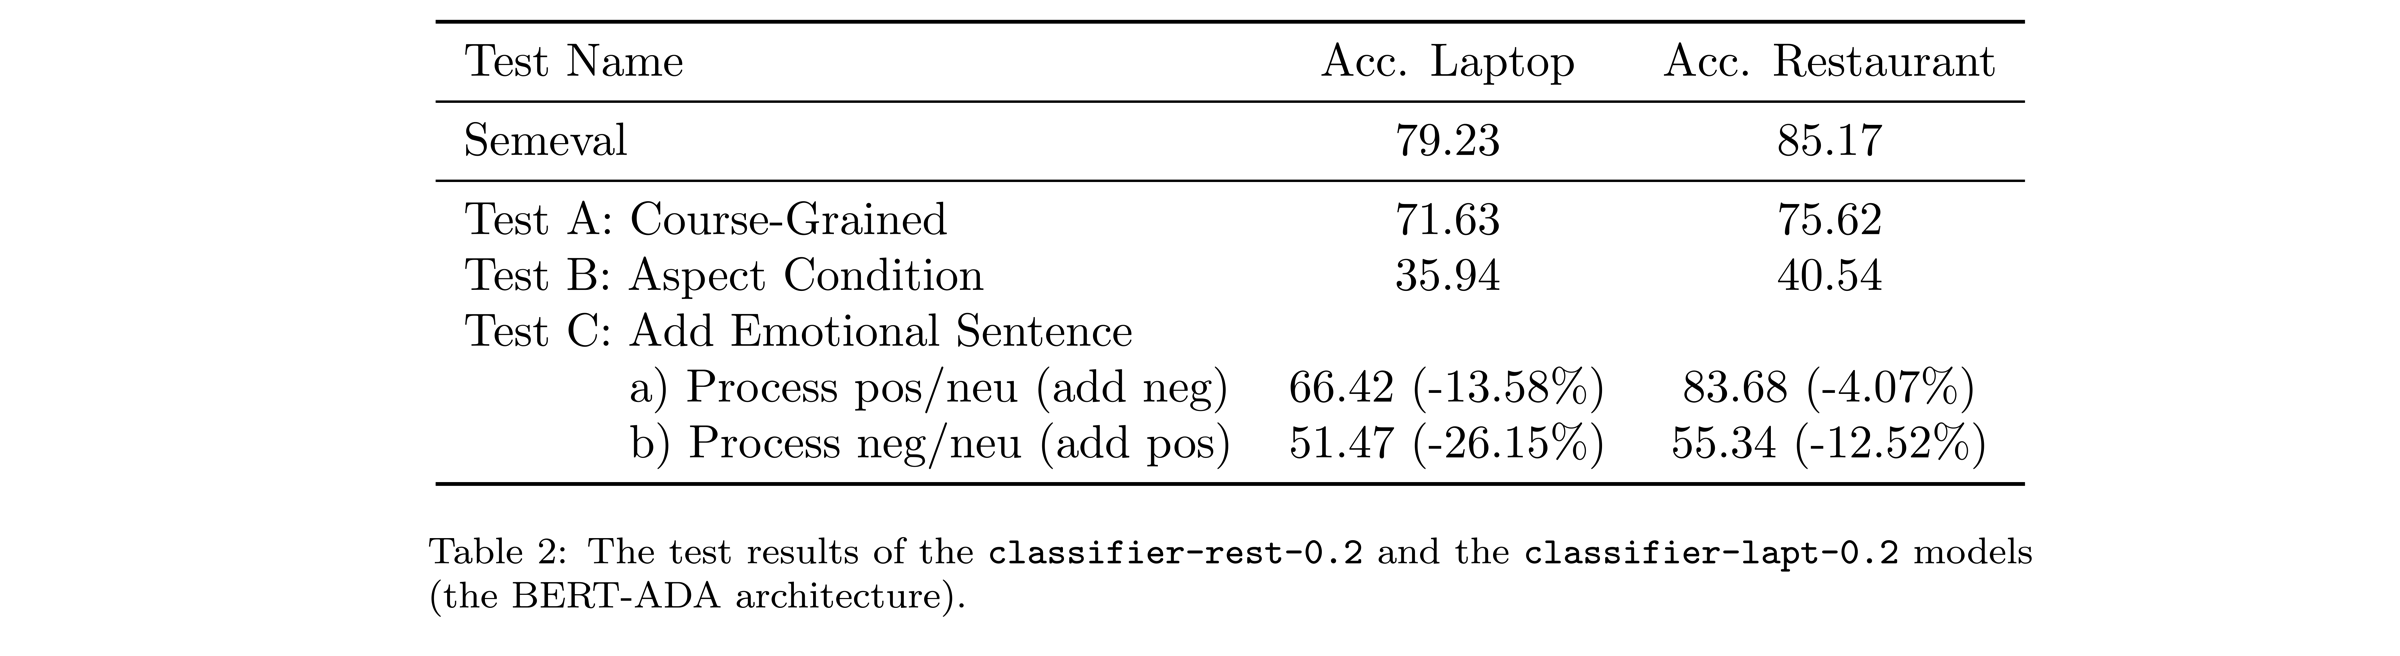 Test Name Acc. Laptop Acc. Restaurant
Semeval 79.23 85.17
Test A: Course-Grained 71.63 75.62
Test B: Aspect Condition 35.94 40.54
Test C: Add Emotional Sentence
a) Process pos/neu (add neg) 66.42 (-13.58%) 83.68 (-4.07%)
b) Process neg/neu (add pos) 51.47 (-26.15%) 55.34 (-12.52%)
Table 2: The test results of the classifier-rest-0.2 and the classifier-lapt-0.2 models
(the BERT-ADA architecture).